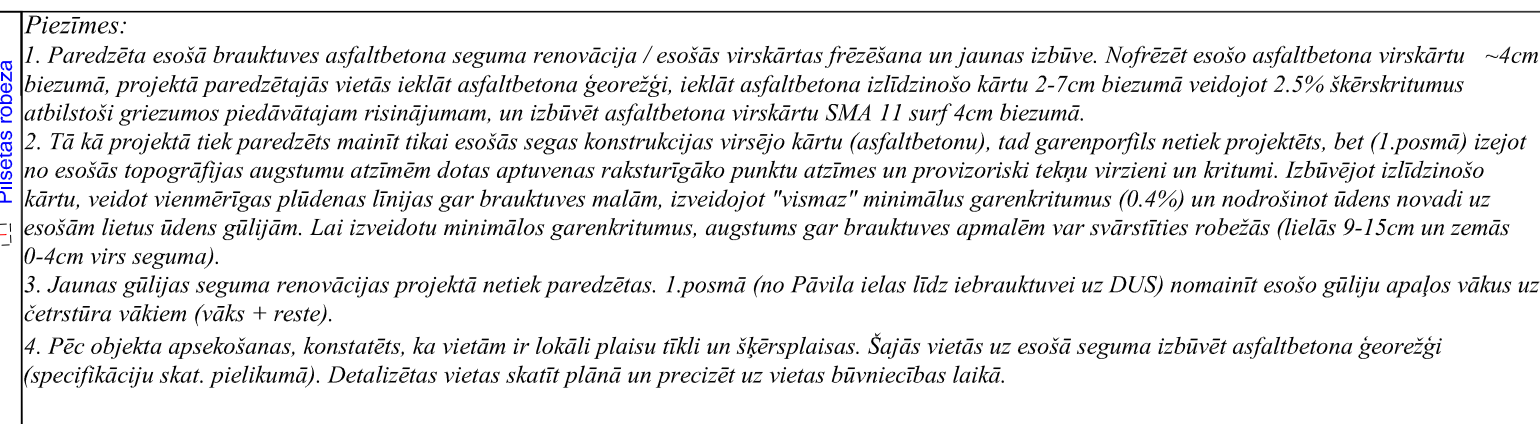 Piezīmes:
1. Paredzēta esošā brauktuves asfaltbetona seguma renovācija / esošās virskārtas frēzēšana un jaunas izbūve. Nofrēzēt esošo asfaltbetona virskārtu ~4cm
biezumā, projektā paredzētajās vietās ieklāt asfaltbetona ģeorežģi, ieklāt asfaltbetona izlīdzinošo kārtu 2-7cm biezumā veidojot 2.5% šķērskritumus
atbilstoši griezumos piedāvātajam risinājumam, un izbūvēt asfaltbetona virskārtu SMA 11 surf 4cm biezumā.
2. Tā kā projektā tiek paredzēts mainīt tikai esošās segas konstrukcijas virsējo kārtu (asfaltbetonu), tad garenporfils netiek projektēts, bet (1.posmā) izejot
no esošās topogrāfijas augstumu atzīmēm dotas aptuvenas raksturīgāko punktu atzīmes un provizoriski tekņu virzieni un kritumi. Izbūvējot izlīdzinošo
kārtu, veidot vienmērīgas plūdenas līnijas gar brauktuves malām, izveidojot "vismaz" minimālus garenkritumus (0.4%) un nodrošinot ūdens novadi uz
esošām lietus ūdens gūlijām. Lai izveidotu minimālos garenkritumus, augstums gar brauktuves apmalēm var svārstīties robežās (lielās 9-15cm un zemās
0-4cm virs seguma).
3. Jaunas gūlijas seguma renovācijas projektā netiek paredzētas. 1.posmā (no Pāvila ielas līdz iebrauktuvei uz DUS) nomainīt esošo gūliju apaļos vākus uz
četrstūra vākiem (vāks + reste).
4. Pēc objekta apsekošanas, konstatēts, ka vietām ir lokāli plaisu tīkli un šķērsplaisas. Šajās vietās uz esošā seguma izbūvēt asfaltbetona ģeorežģi
(specifikāciju skat. pielikumā). Detalizētas vietas skatīt plānā un precizēt uz vietas būvniecības laikā.
Pilsētas robeža